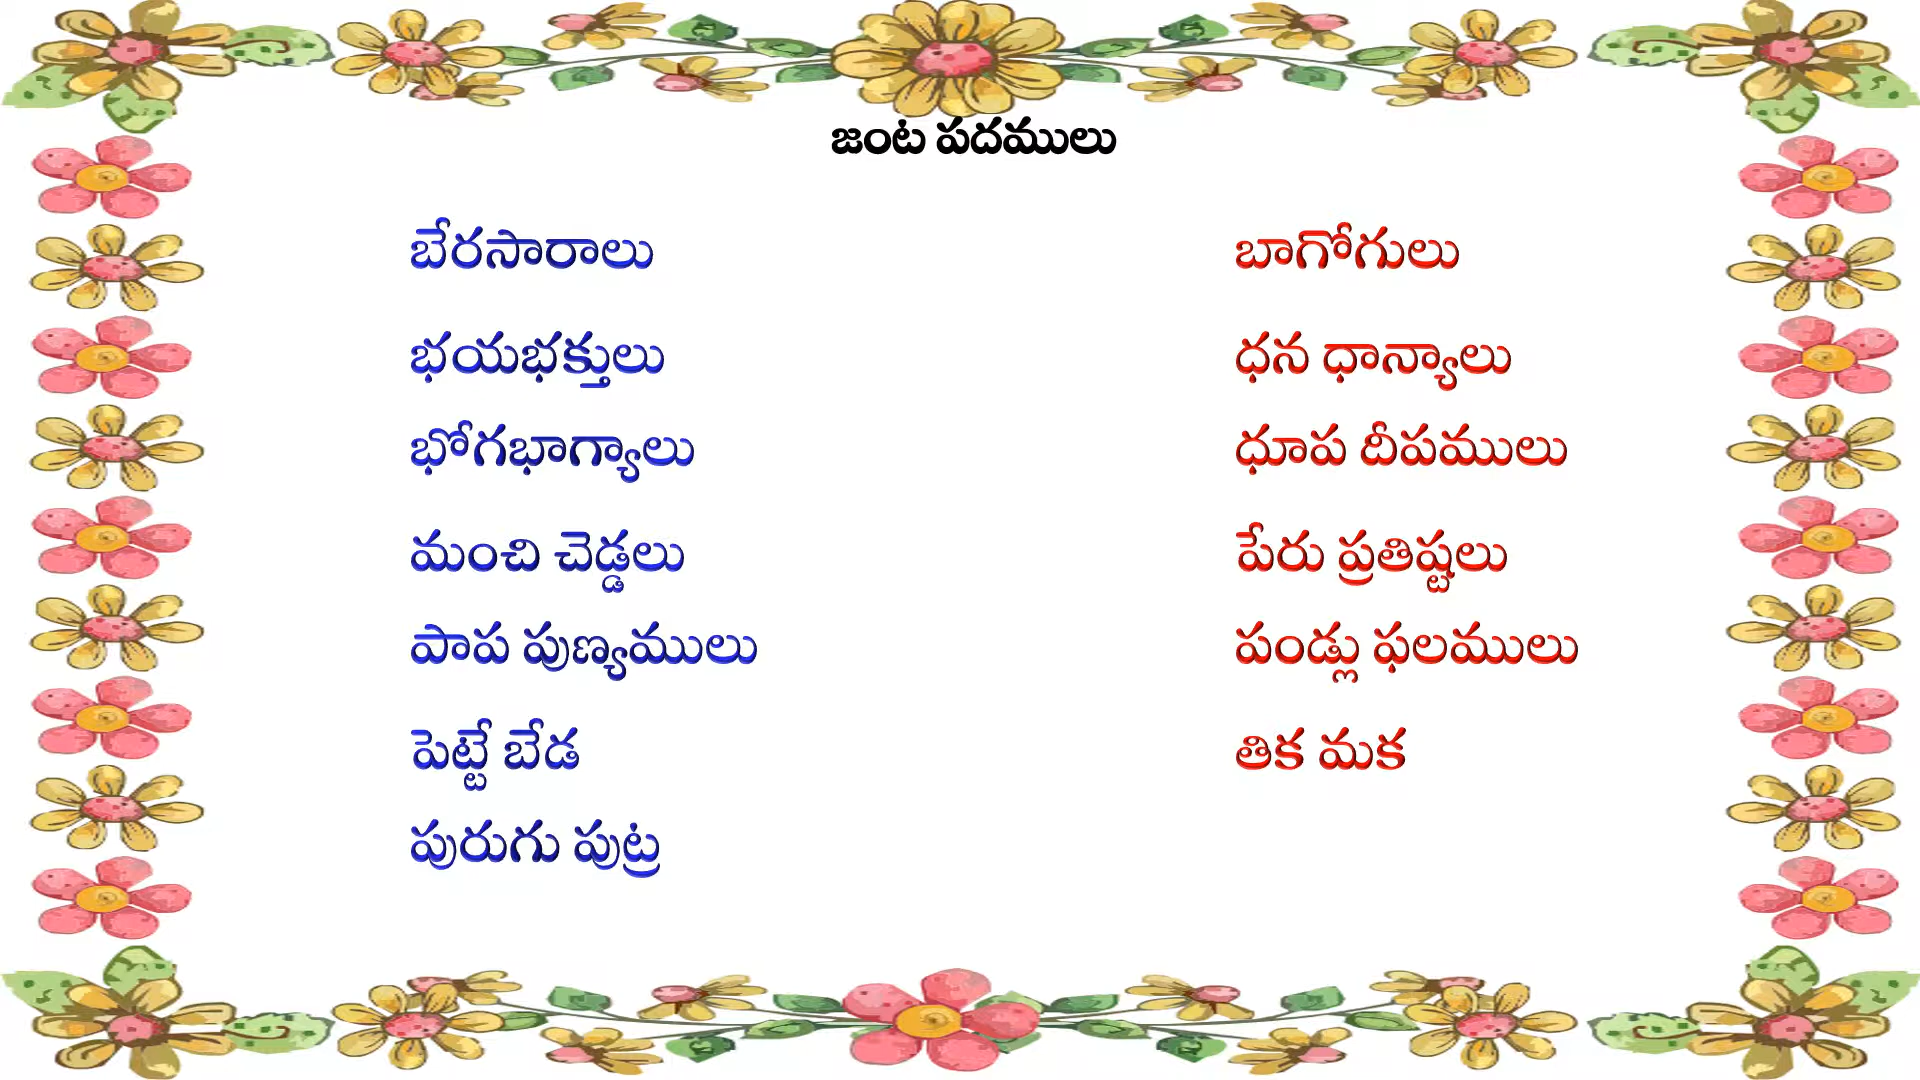 జంట పదములు
బేరసారాలు
బాగోగులు
భయభక్తులు
ధన ధాన్యాలు
భోగభాగ్యాలు
ధూప దీపములు
మంచి చెడ్డలు
పేరు ప్రతిష్టలు
పాప పుణ్యములు
పండ్లు ఫలములు
పెట్టే బేడ
తిక మక
పురుగు పుట్ర